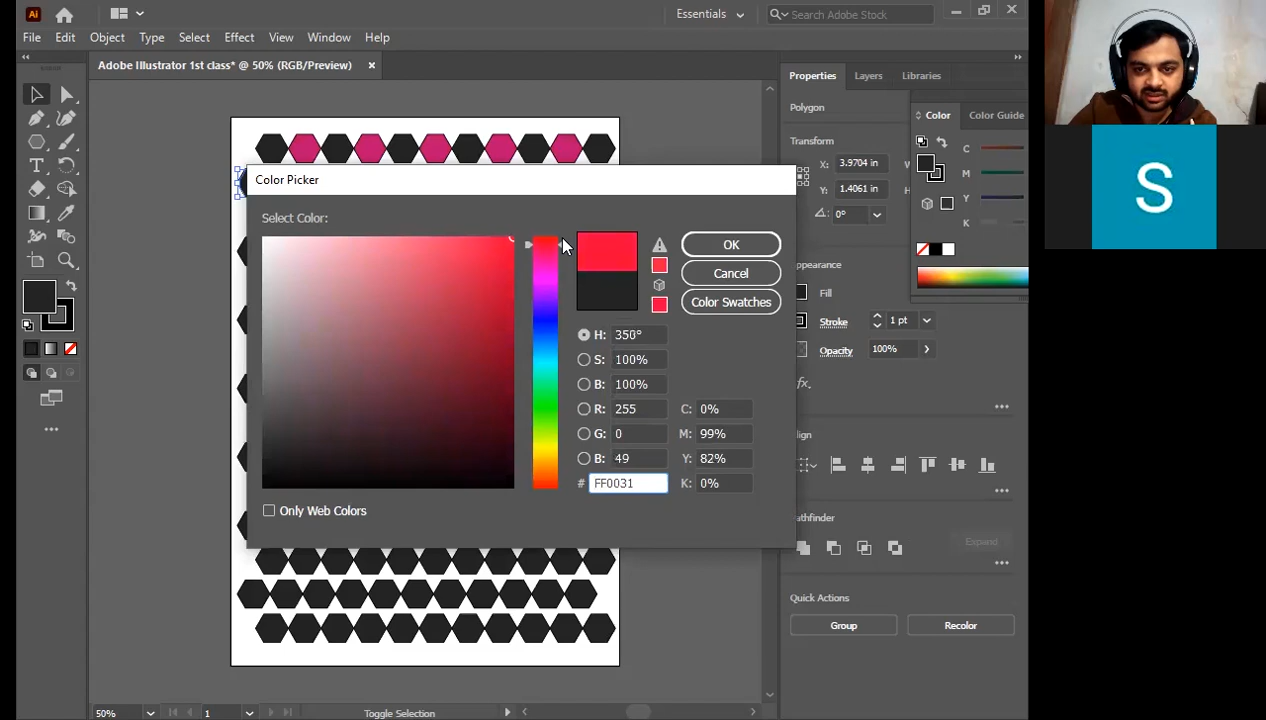 Ai
Essentials
Search Adobe Stock
File Edit Object Type Select Effect View Window Help
Adobe Illustrator 1st class* @ 50% (RGB/Preview) ×
Properties Layers Libraries
Polygon
Color Color Guide
Transform
X: 3.9704 in
Y: 1.4061 in
0°
C
M
Y
K
Color Picker
Select Color:
OK
Cancel
Color Swatches
H: 350°
S: 100%
B: 100%
R: 255 C: 0%
G: 0 M: 99%
B: 49 Y: 82%
# FF0031 K: 0%
Only Web Colors
Appearance
Fill
Stroke 1 pt
Opacity 100%
fx.
Align
Pathfinder
Expand
Quick Actions
Group Recolor
50% 1 Toggle Selection
S